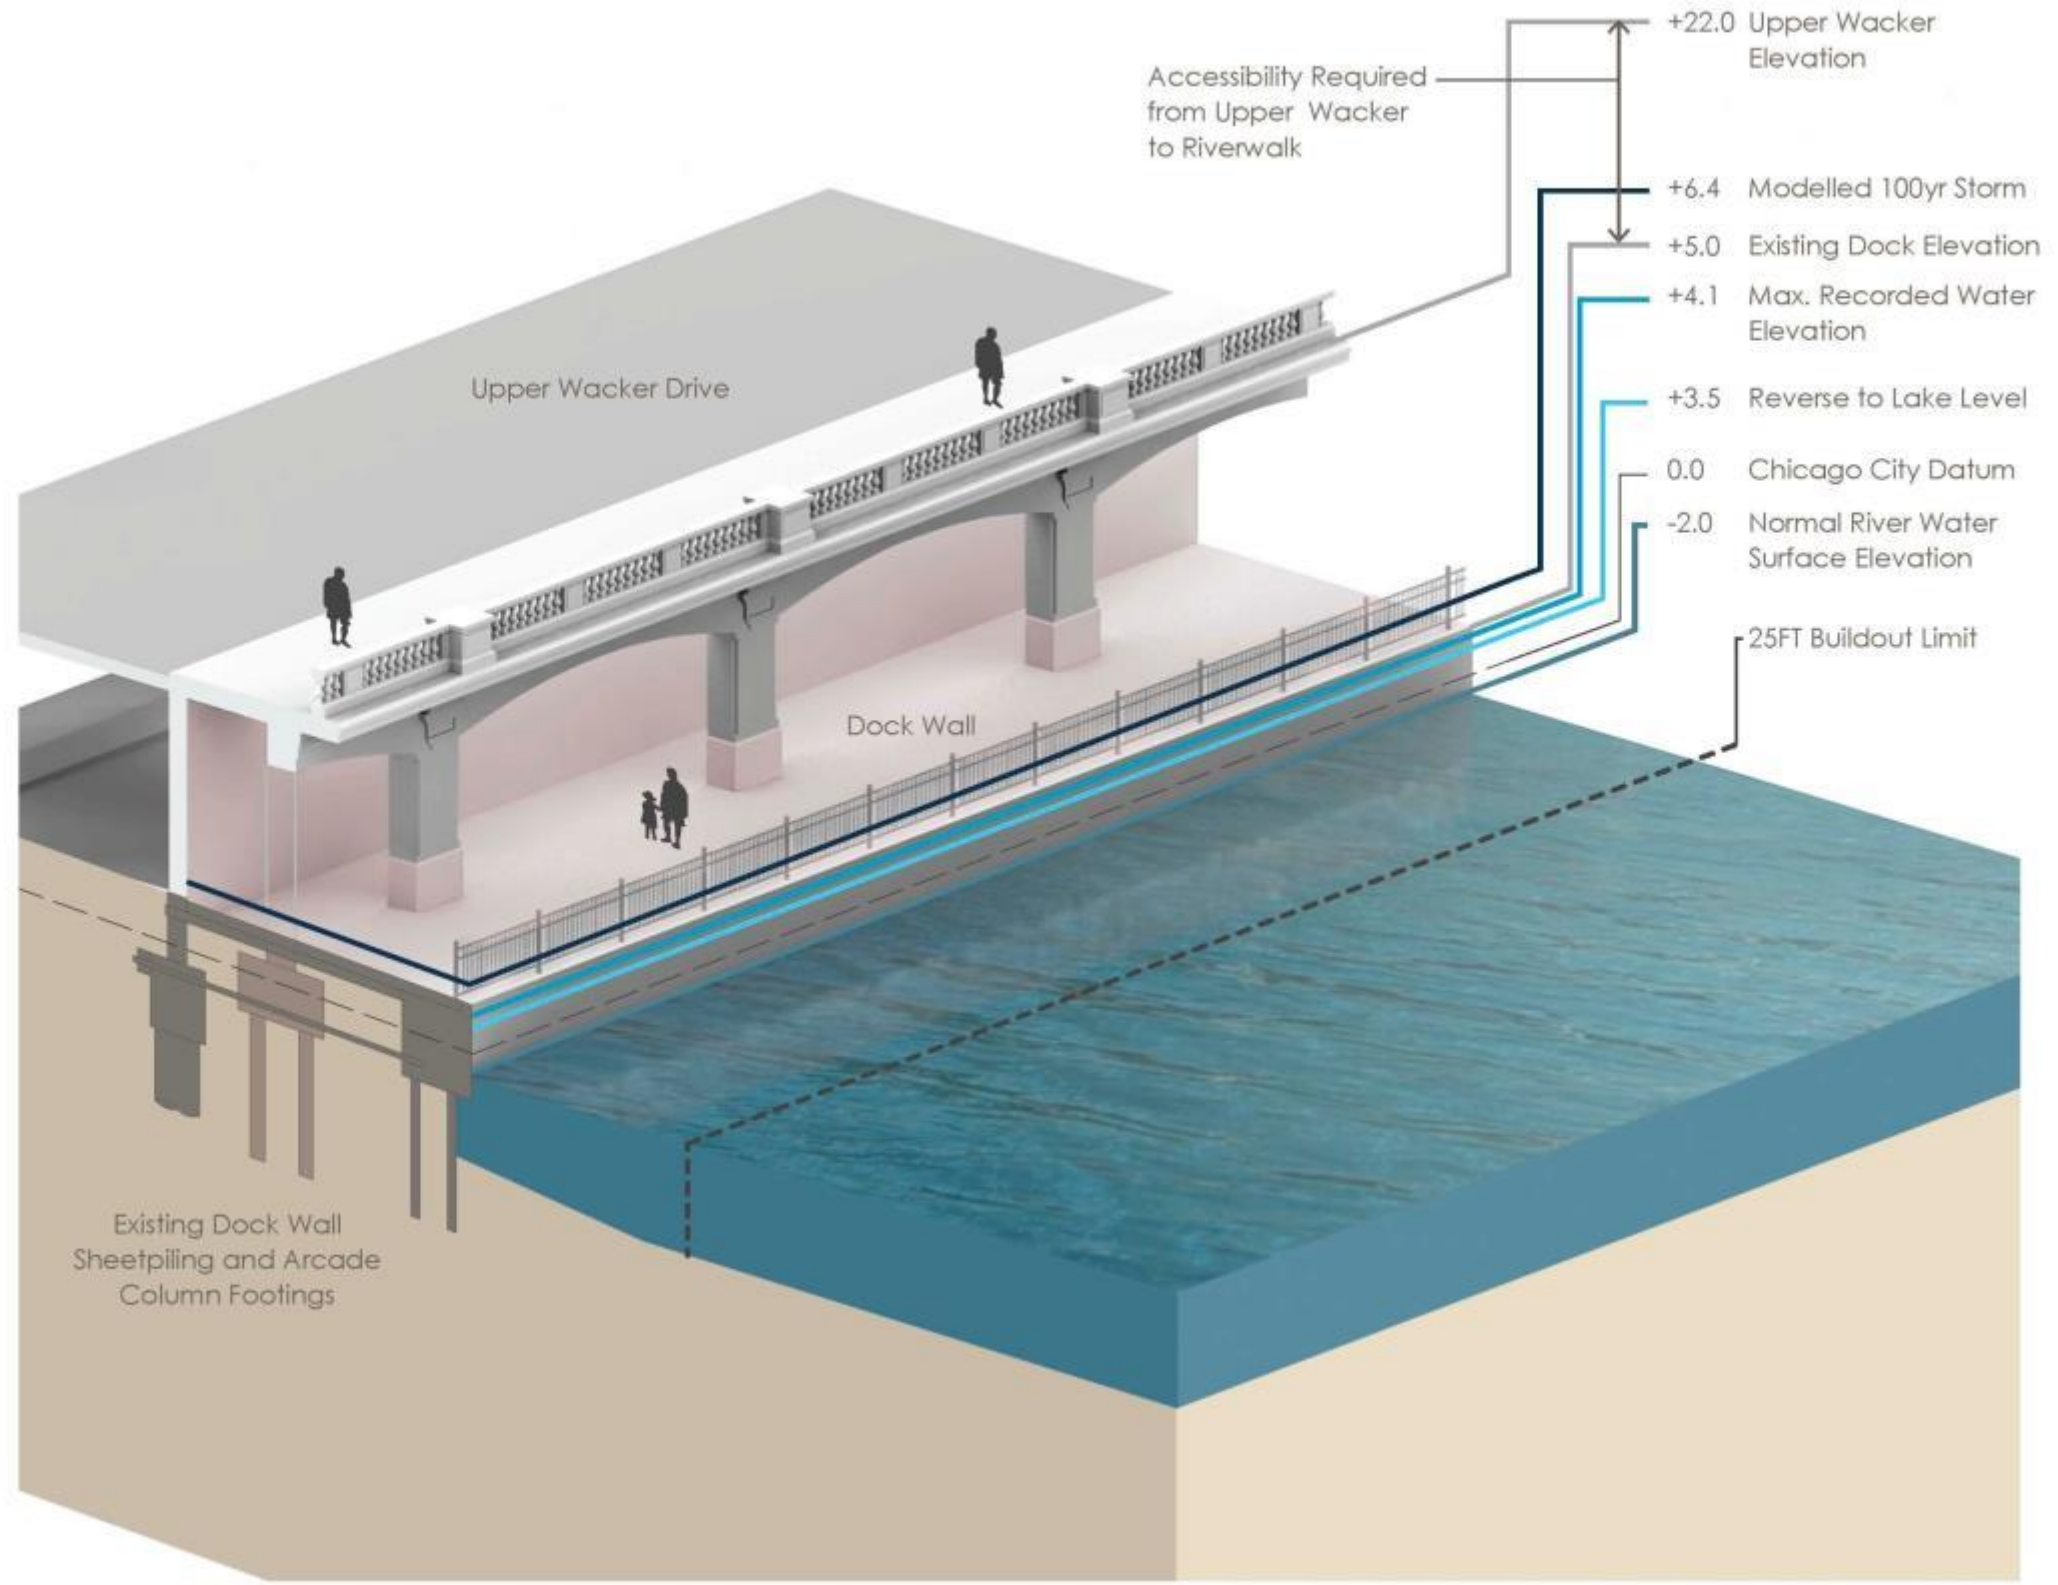 +22.0 Upper Wacker
Elevation
Accessibility Required
from Upper Wacker
to Riverwalk
+6.4 Modelled 100yr Storm
+5.0 Existing Dock Elevation
+4.1 Max. Recorded Water
Elevation
+3.5 Reverse to Lake Level
0.0 Chicago City Datum
-2.0 Normal River Water
Surface Elevation
25FT Buildout Limit
Upper Wacker Drive
Dock Wall
Existing Dock Wall
Sheetpiling and Arcade
Column Footings